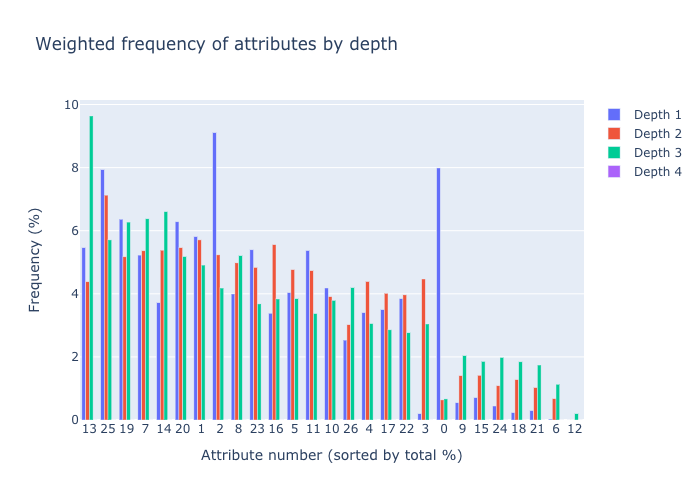 Weighted frequency of attributes by depth
10
8
6
4
2
0
Frequency (%)
13 25 19 7 14 20 1 2 8 23 16 5 11 10 26 4 17 22 3 0 9 15 24 18 21 6 12
Attribute number (sorted by total %)
Depth 1
Depth 2
Depth 3
Depth 4